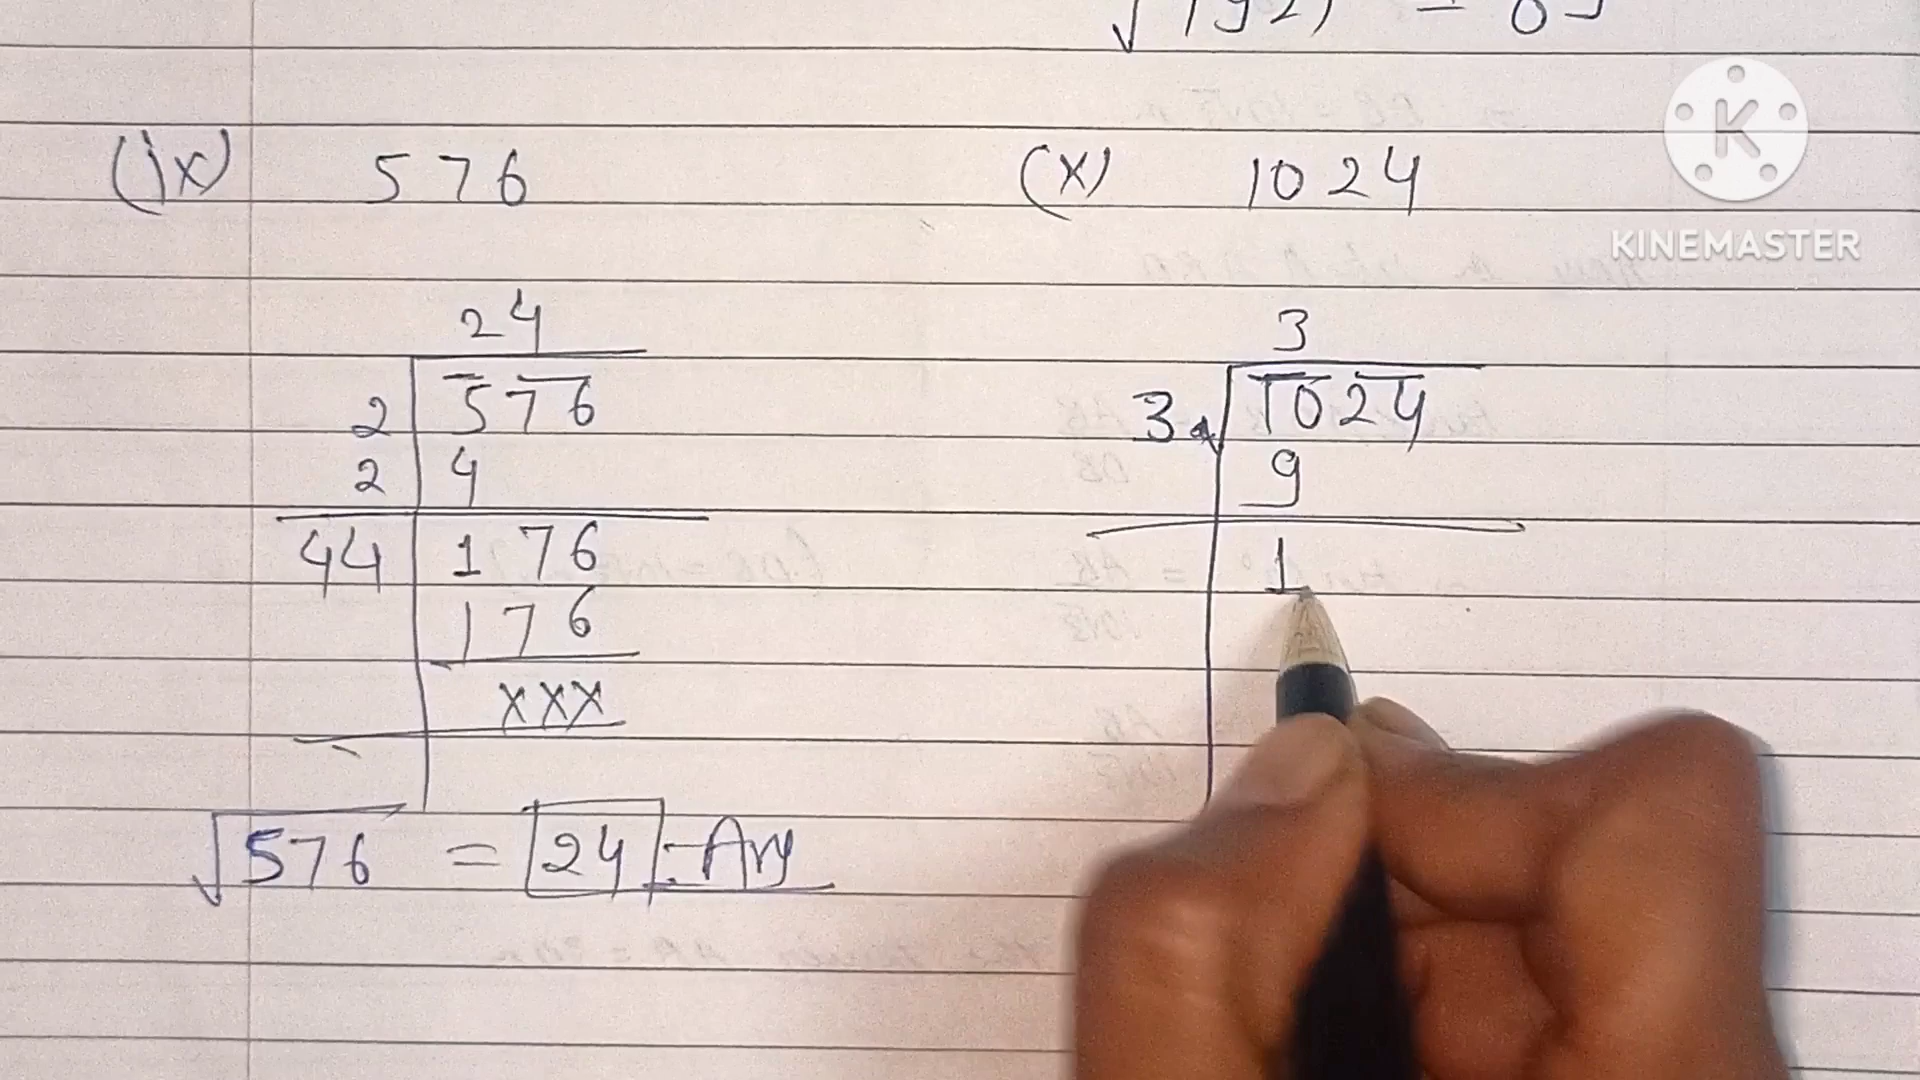 (ix) 576
24
2 576
2 4
44 176
176
xxx
√576 = 24 Ans
(x) 1024
3
3 1024
9
1
KINEMASTER